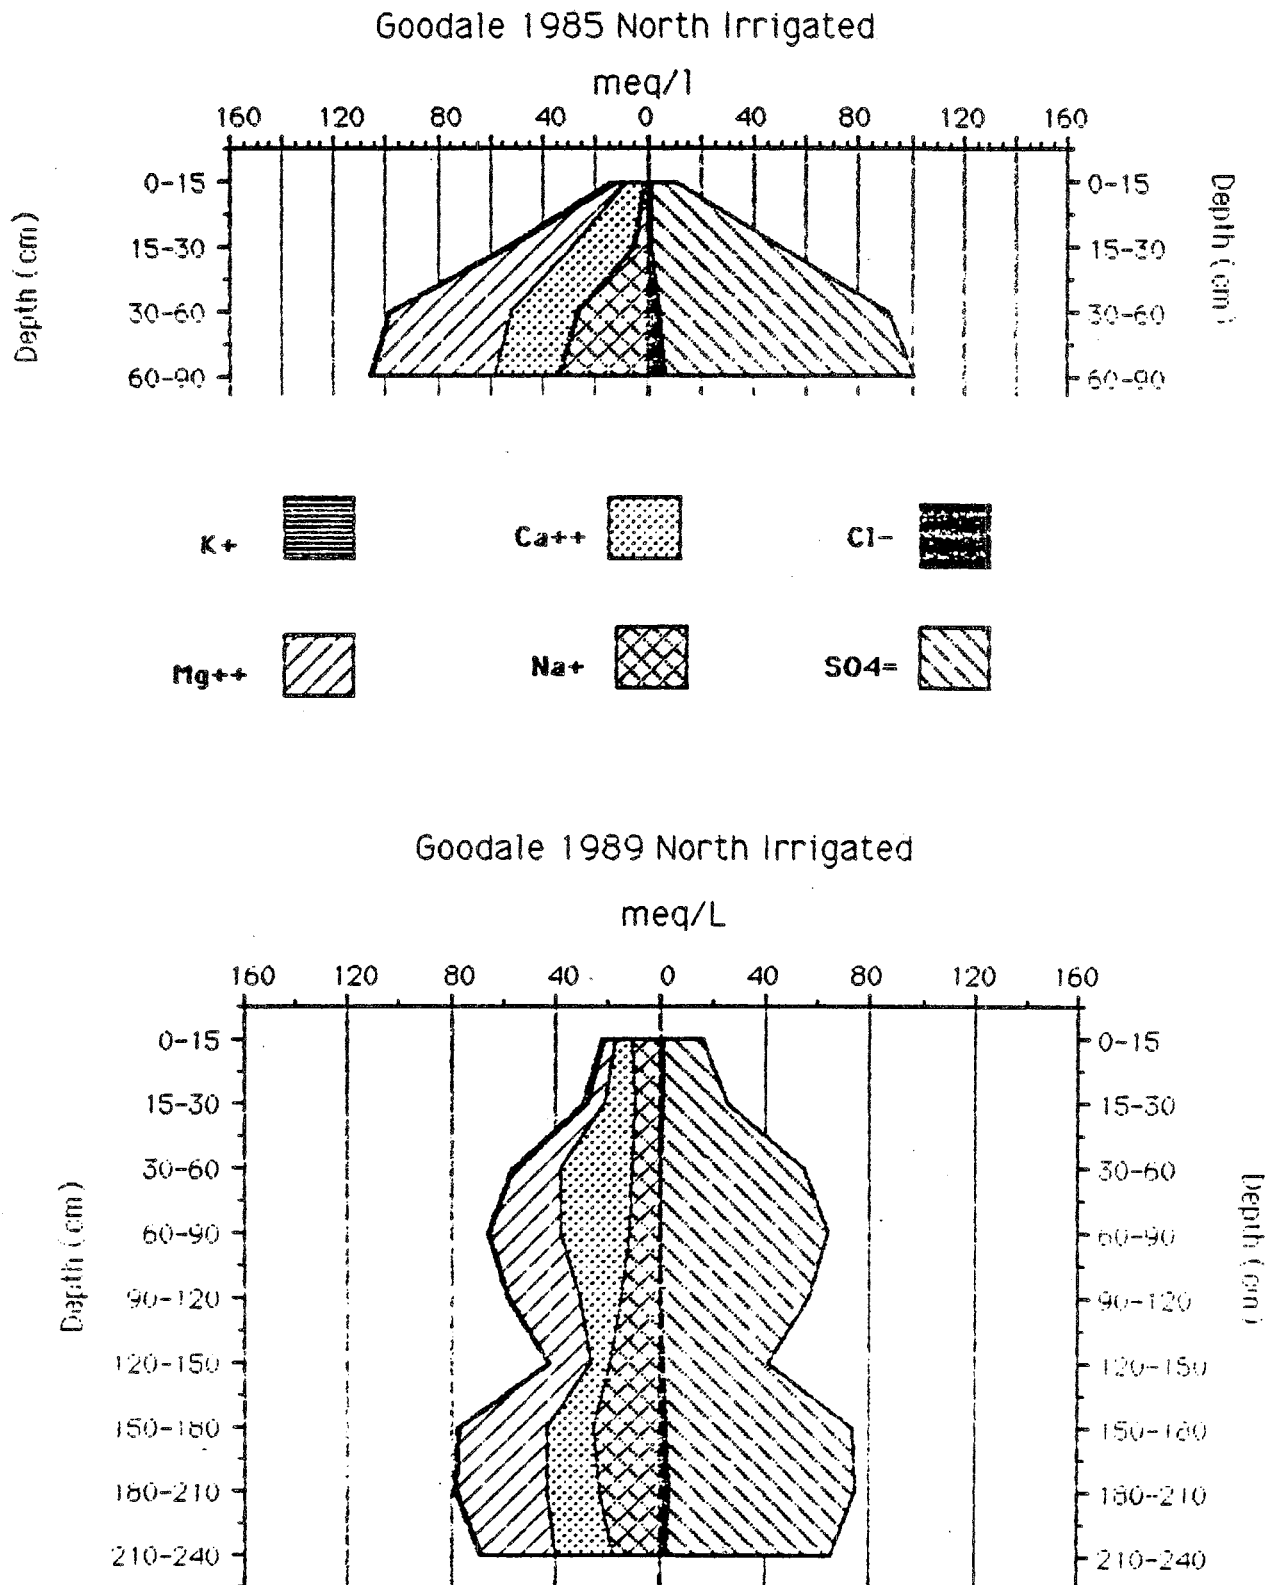 Goodale 1985 North Irrigated
meq/l
160 120 80 40 0 40 80 120 160
0-15 0-15
15-30 15-30
30-60 30-60
60-90 60-90
Depth (cm)
Depth (cm)
K+ Ca++ Cl-
Mg++ Na+ SO4=
Goodale 1989 North Irrigated
meq/L
160 120 80 40 0 40 80 120 160
0-15 0-15
15-30 15-30
30-60 30-60
60-90 60-90
90-120 90-120
120-150 120-150
150-180 150-180
180-210 180-210
210-240 210-240
Depth (cm)
Depth (cm)